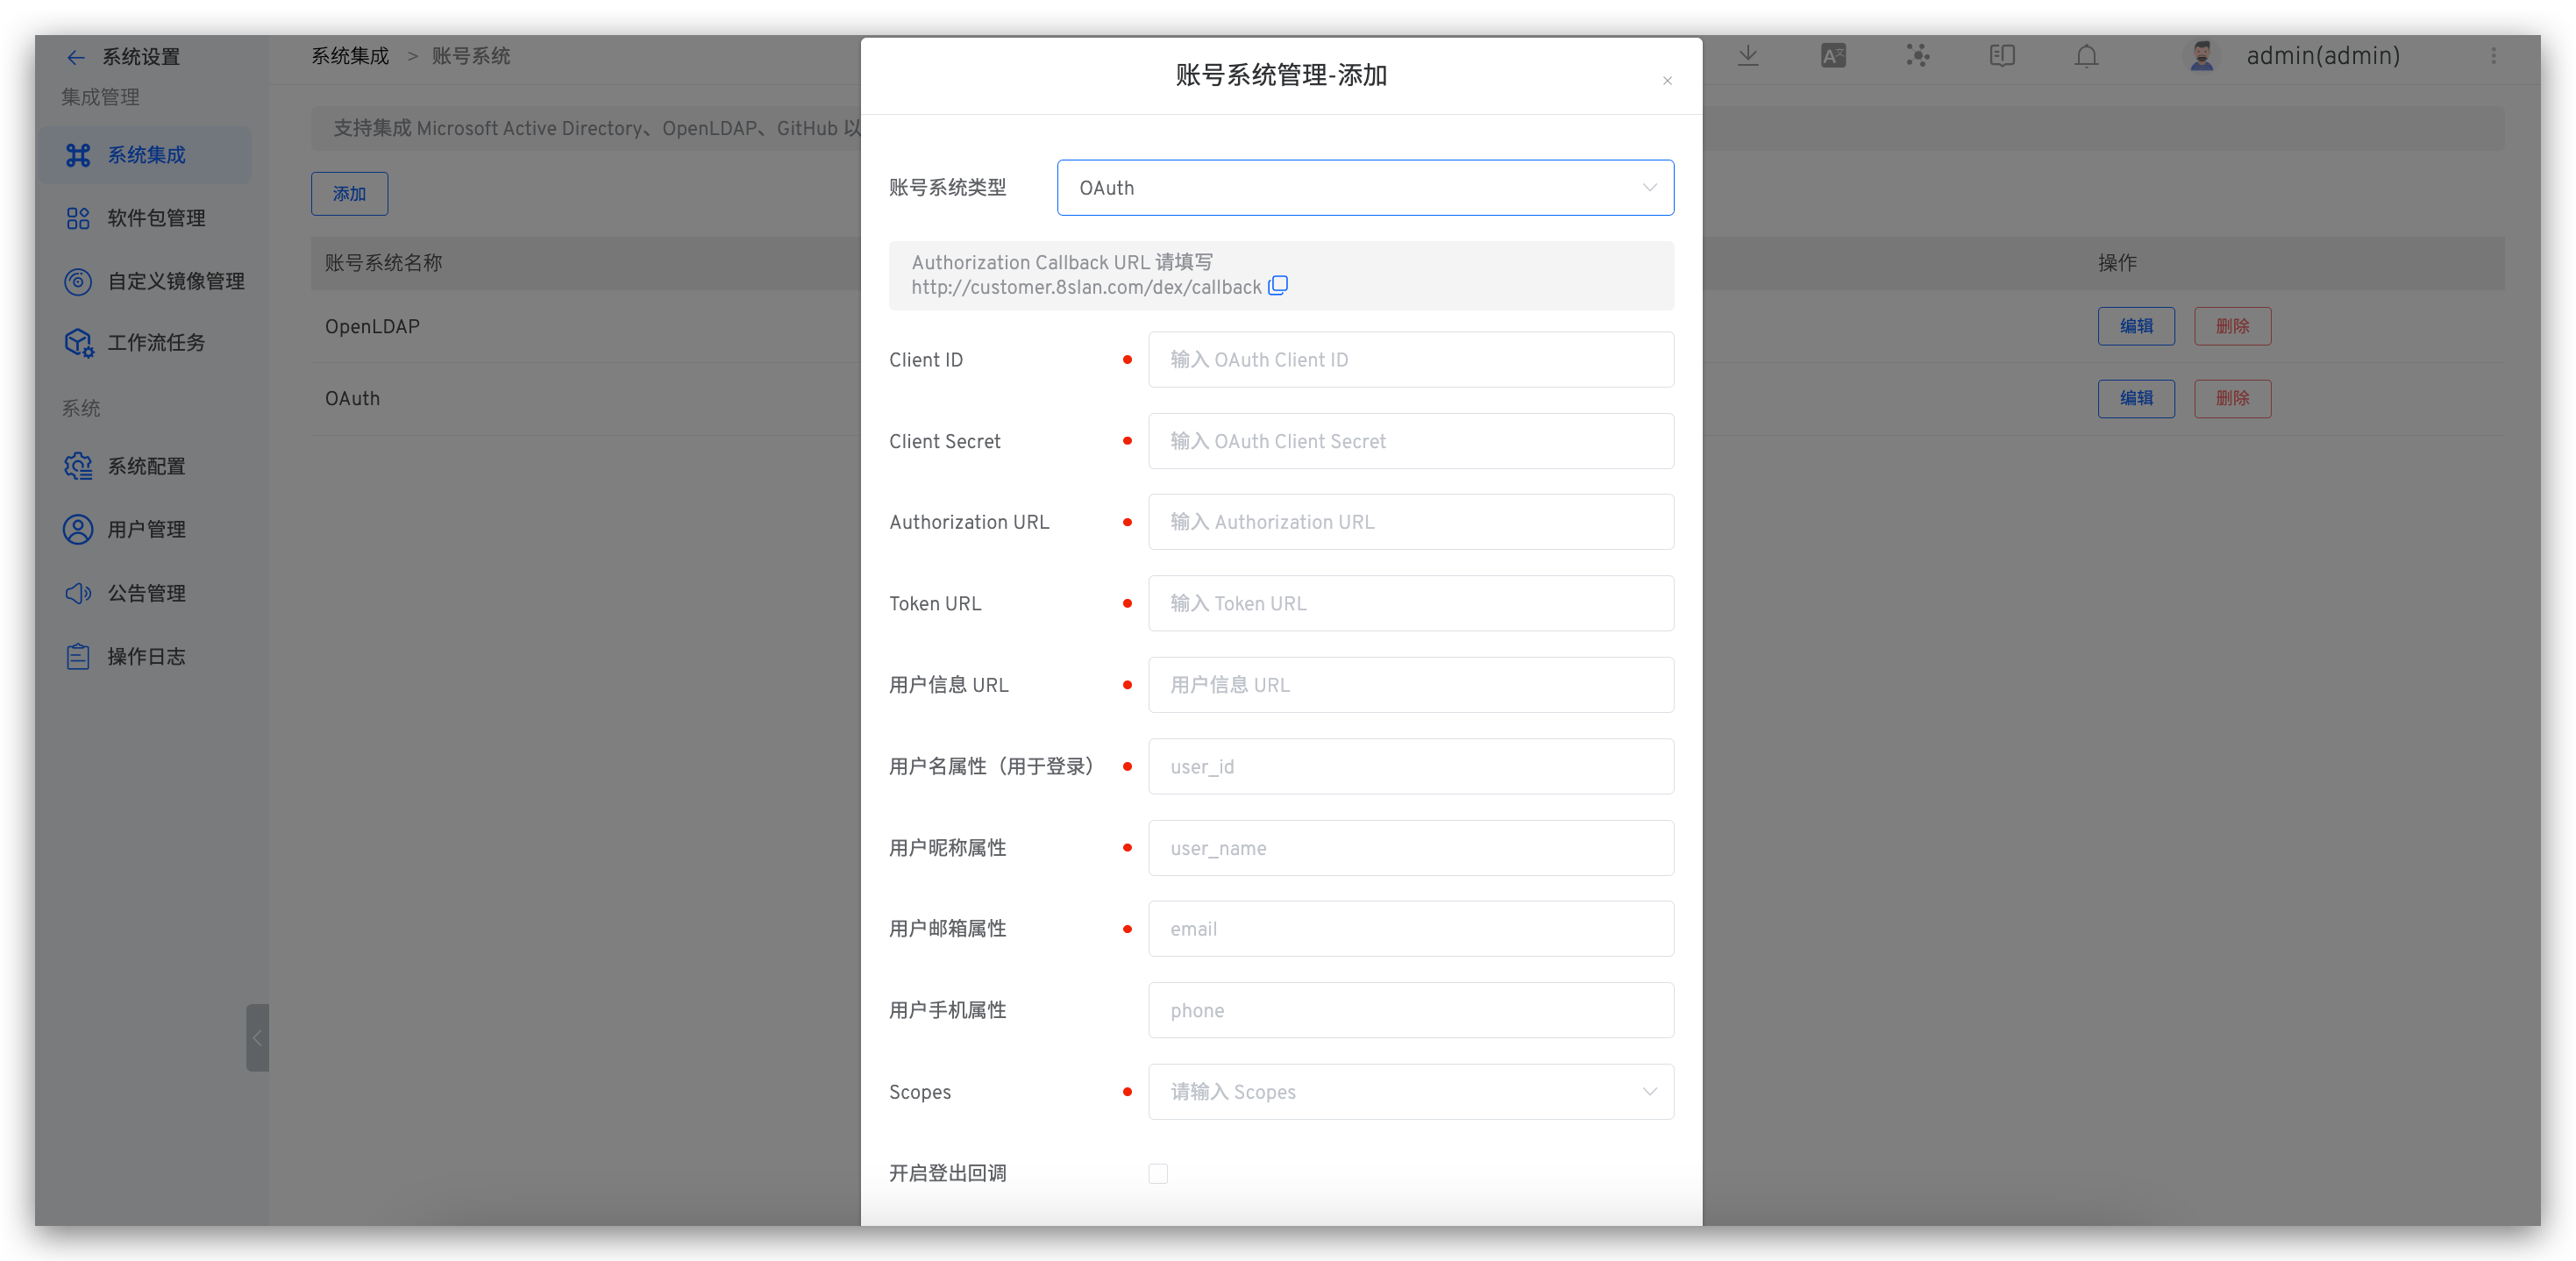 系统设置
集成管理
系统集成
软件包管理
自定义镜像管理
工作流任务
系统
系统配置
用户管理
公告管理
操作日志
系统集成 > 账号系统
admin(admin)
支持集成 Microsoft Active Directory、OpenLDAP、GitHub 以
添加
账号系统名称
操作
OpenLDAP
编辑 删除
OAuth
编辑 删除
账号系统管理-添加
账号系统类型 OAuth
Authorization Callback URL 请填写
http://customer.8slan.com/dex/callback
Client ID 输入 OAuth Client ID
Client Secret 输入 OAuth Client Secret
Authorization URL 输入 Authorization URL
Token URL 输入 Token URL
用户信息 URL 用户信息 URL
用户名属性（用于登录） user_id
用户昵称属性 user_name
用户邮箱属性 email
用户手机属性 phone
Scopes 请输入 Scopes
开启登出回调